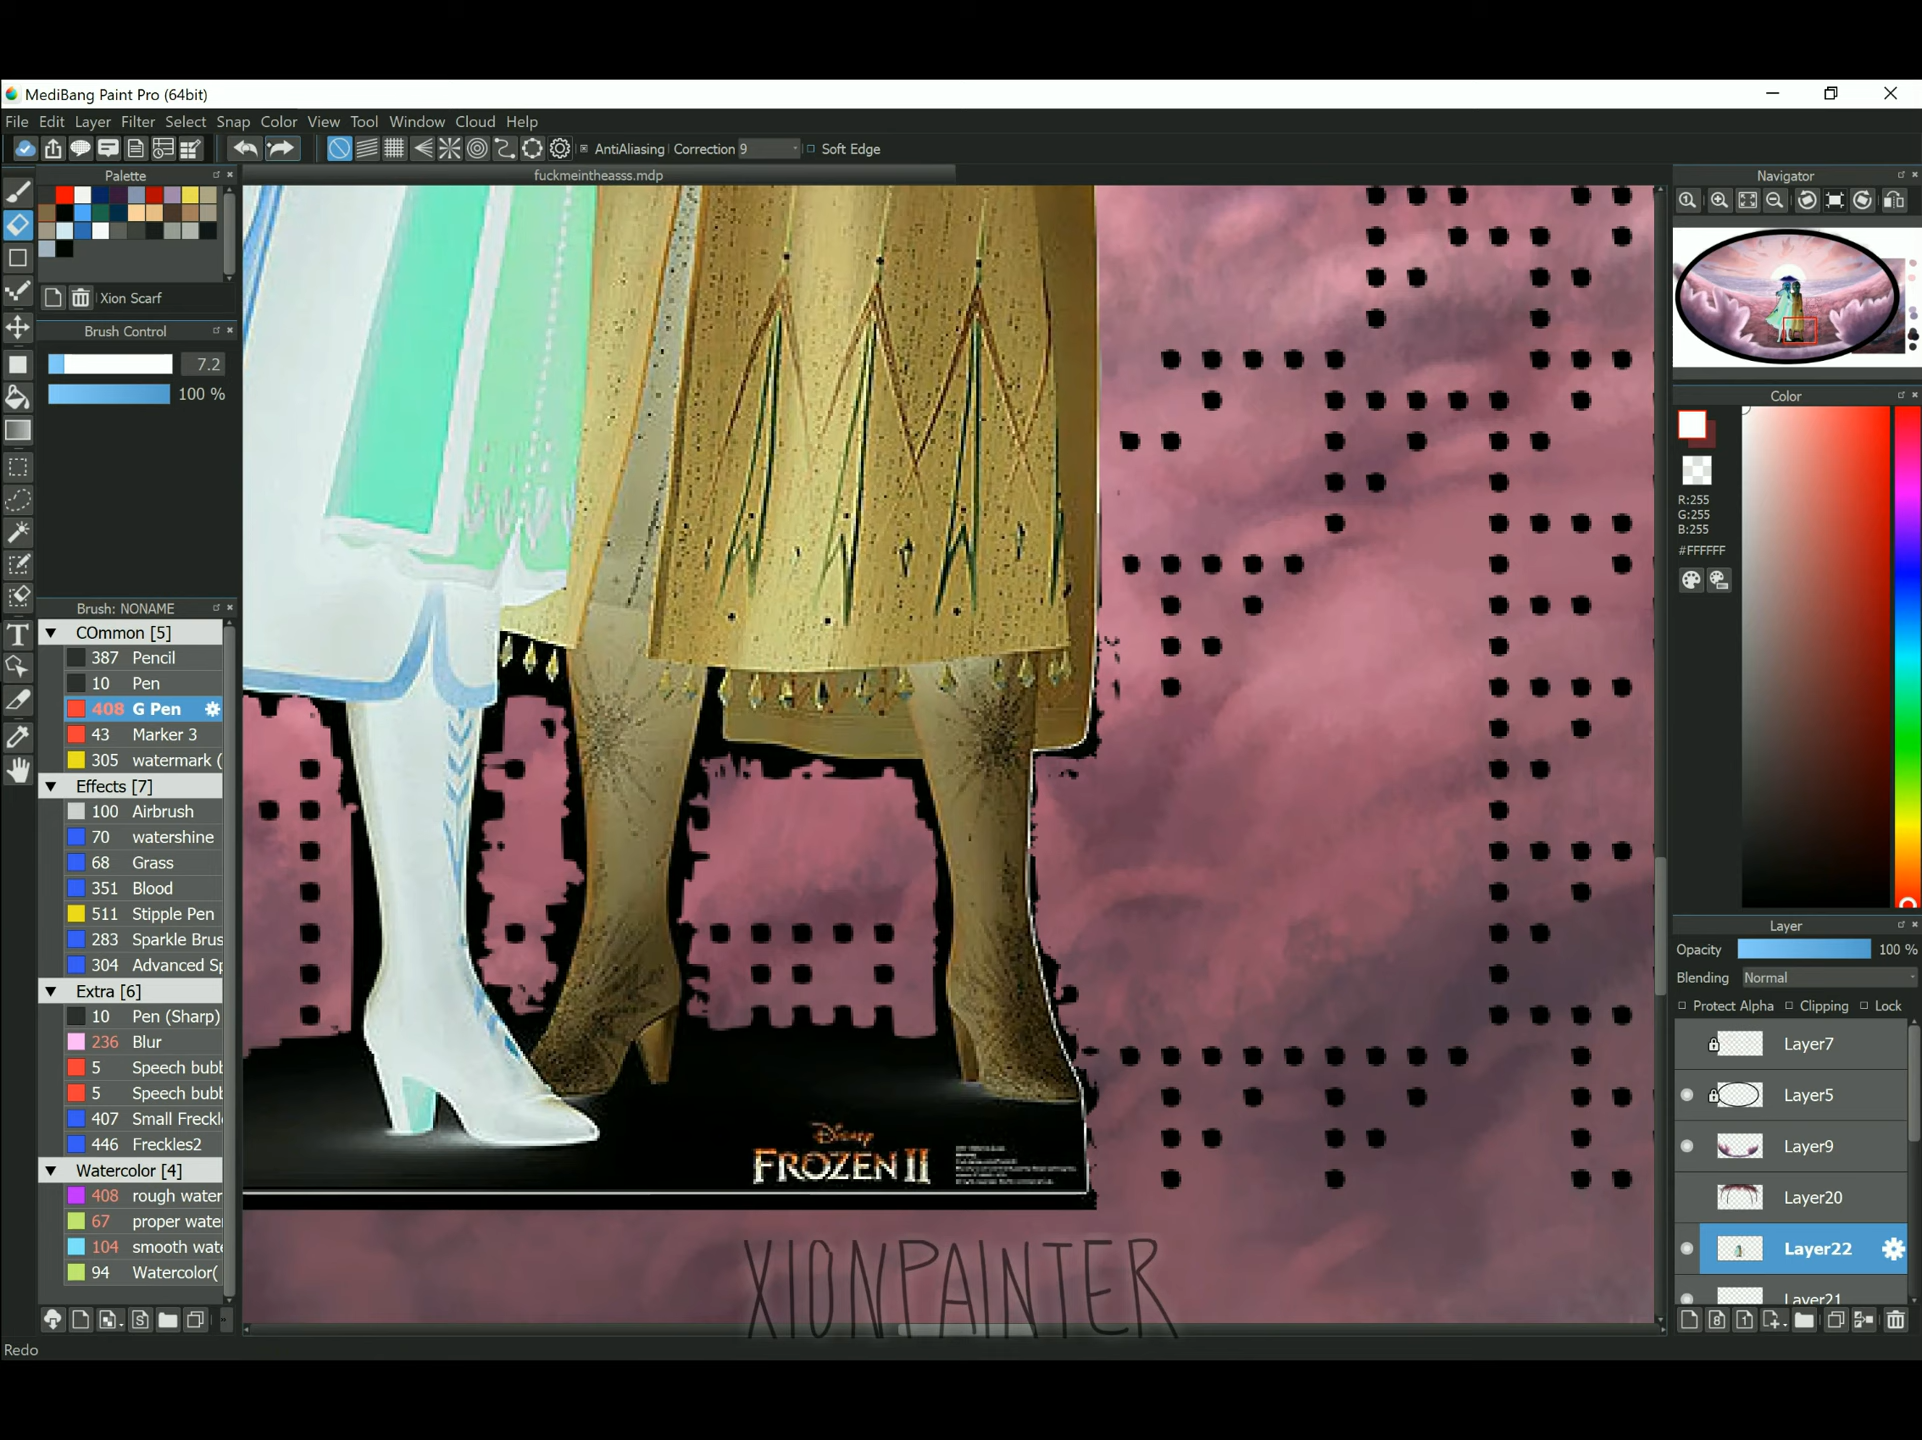 MediBang Paint Pro (64bit)
File Edit Layer Filter Select Snap Color View Tool Window Cloud Help
AntiAliasing Correction 9 Soft Edge
Palette
fuckmeintheasss.mdp
Navigator
Xion Scarf
Brush Control
7.2
100 %
Color
R:255
G:255
B:255
#FFFFFF
Brush: NONAME
COmmon [5]
387 Pencil
10 Pen
408 G Pen
43 Marker 3
305 watermark (
Effects [7]
100 Airbrush
70 watershine
68 Grass
351 Blood
511 Stipple Pen
283 Sparkle Brus
304 Advanced Sp
Extra [6]
10 Pen (Sharp)
236 Blur
5 Speech bubb
5 Speech bubb
407 Small Freckl
446 Freckles2
Watercolor [4]
408 rough water
67 proper wate
104 smooth wate
94 Watercolor(
Layer
Opacity 100 %
Blending Normal
Protect Alpha Clipping Lock
Layer7
Layer5
Layer9
Layer20
Layer22
Layer21
Disney
FROZEN II
XIONPAINTER
Redo